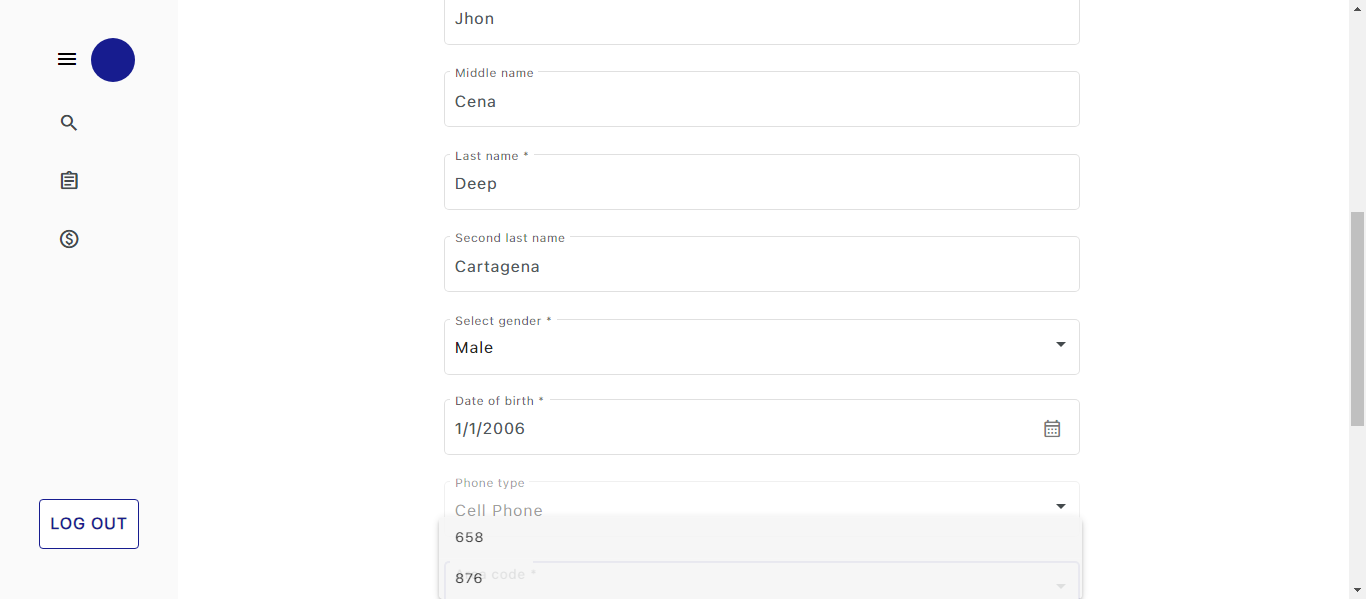 Jhon
Middle name
Cena
Last name *
Deep
Second last name
Cartagena
Select gender *
Male
Date of birth *
1/1/2006
Phone type
Cell Phone
658
Area code *
876
LOG OUT